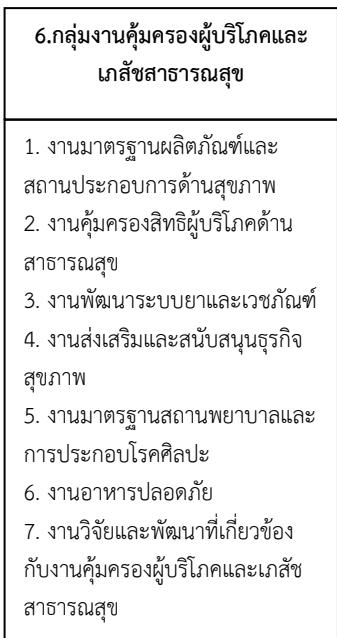 6.กลุ่มงานคุ้มครองผู้บริโภคและ
เภสัชสาธารณสุข
1. งานมาตรฐานผลิตภัณฑ์และ
สถานประกอบการด้านสุขภาพ
2. งานคุ้มครองสิทธิผู้บริโภคด้าน
สาธารณสุข
3. งานพัฒนาระบบยาและเวชภัณฑ์
4. งานส่งเสริมและสนับสนุนธุรกิจ
สุขภาพ
5. งานมาตรฐานสถานพยาบาลและ
การประกอบโรคศิลปะ
6. งานอาหารปลอดภัย
7. งานวิจัยและพัฒนาที่เกี่ยวข้อง
กับงานคุ้มครองผู้บริโภคและเภสัช
สาธารณสุข